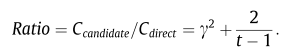 Ratio = C_candidate/C_direct = γ² + 2/(t − 1).